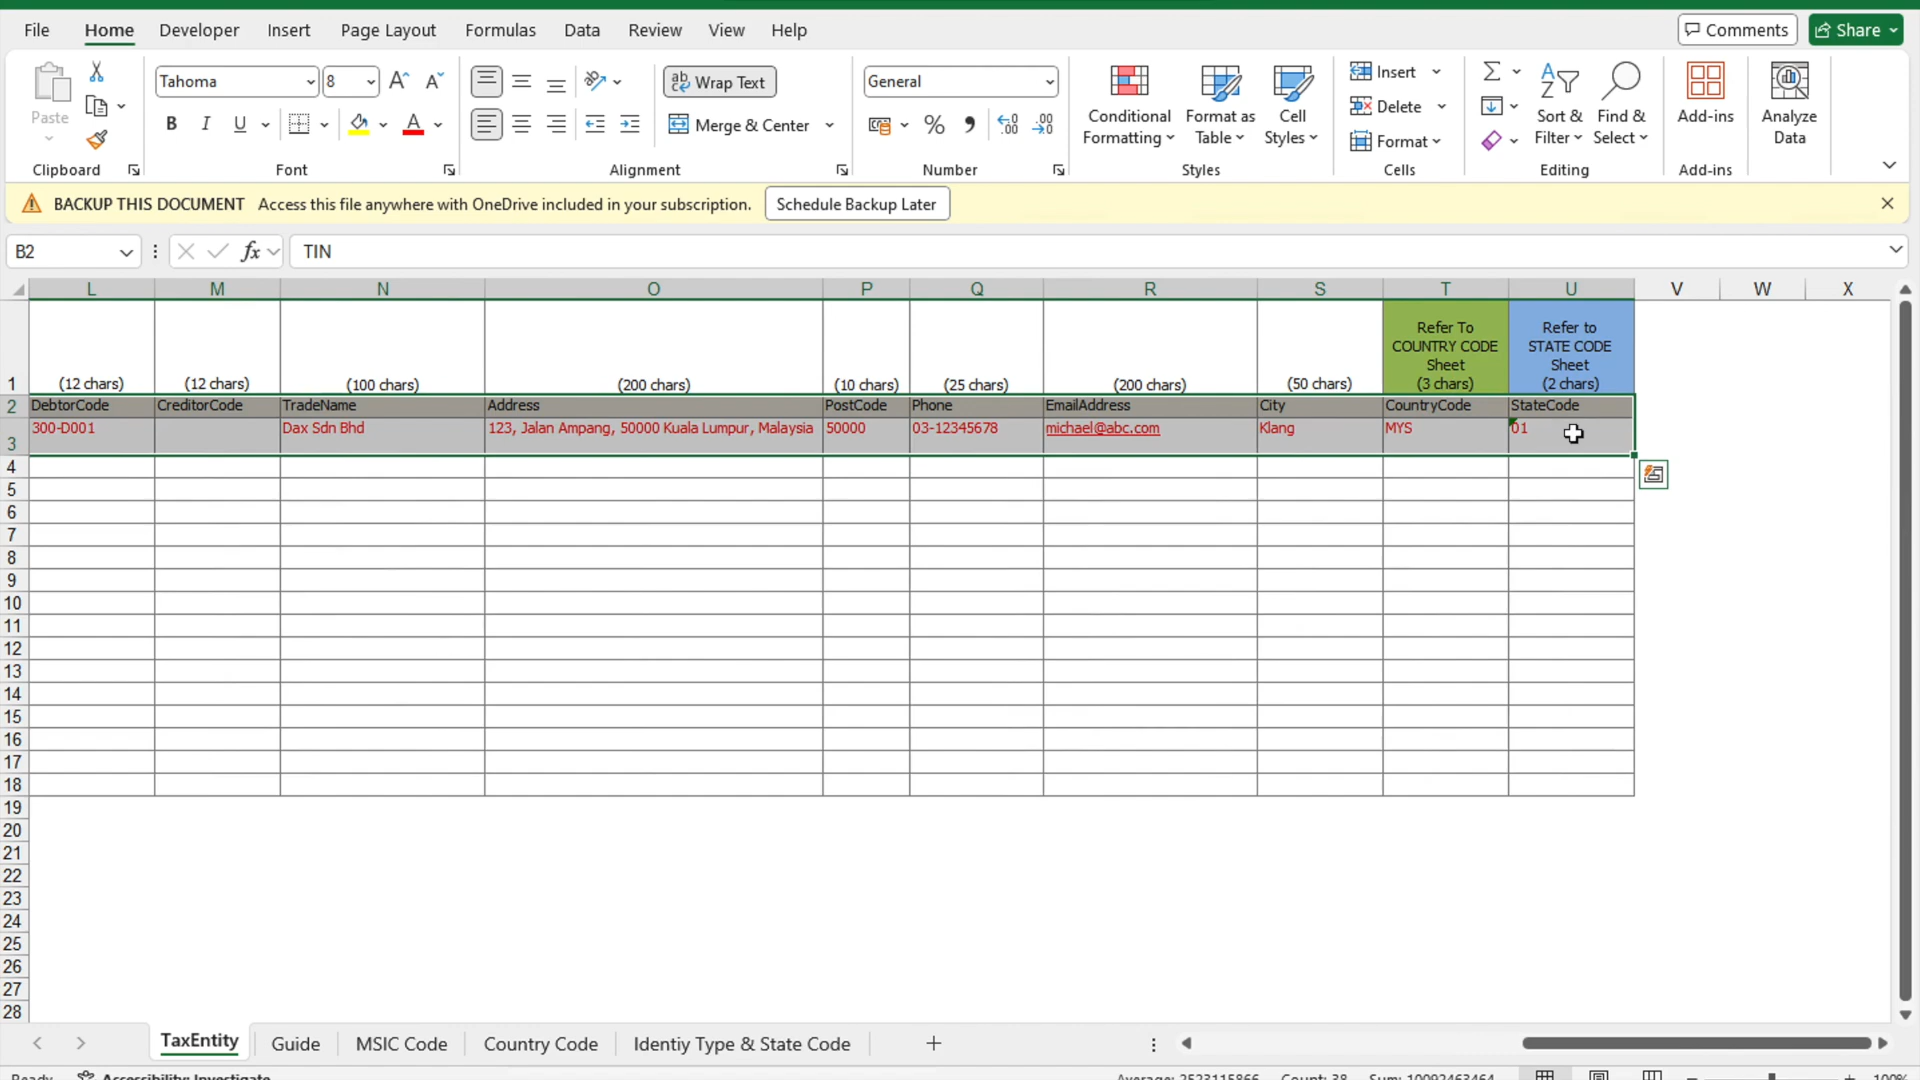 File Home Developer Insert Page Layout Formulas Data Review View Help Comments Share
Tahoma 8 A A ab Wrap Text General Insert
Paste Conditional Formatting Format as Table Cell Styles Delete Sort & Filter Find & Select Add-ins Analyze Data
B I U A Merge & Center % Format
Clipboard Font Alignment Number Styles Cells Editing Add-ins
BACKUP THIS DOCUMENT Access this file anywhere with OneDrive included in your subscription. Schedule Backup Later
B2 fx TIN
L M N O P Q R S T U V W X
Refer To COUNTRY CODE Sheet (3 chars)
Refer to STATE CODE Sheet (2 chars)
1 (12 chars) (12 chars) (100 chars) (200 chars) (10 chars) (25 chars) (200 chars) (50 chars)
2 DebtorCode CreditorCode TradeName Address PostCode Phone EmailAddress City CountryCode StateCode
3 300-D001 Dax Sdn Bhd 123, Jalan Ampang, 50000 Kuala Lumpur, Malaysia 50000 03-12345678 michael@abc.com Klang MYS 01
4
5
6
7
8
9
10
11
12
13
14
15
16
17
18
19
20
21
22
23
24
25
26
27
28
TaxEntity Guide MSIC Code Country Code Identiy Type & State Code
Ready Accessibility: Investigate Average: 2523115866 Count: 38 Sum: 10092463464 100%